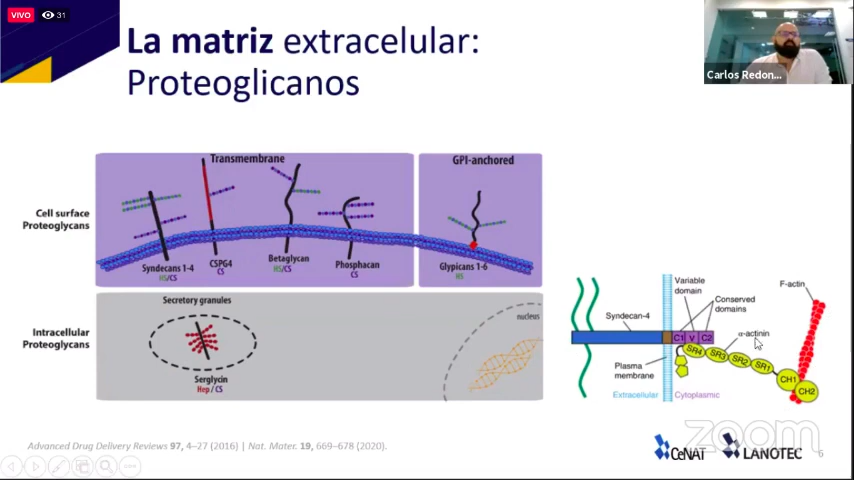 VIVO 31
La matriz extracelular:
Proteoglicanos
Carlos Redon...
Transmembrane
GPI-anchored
Cell surface
Proteoglycans
Syndecans 1-4
HS/CS
CSPG4
CS
Betaglycan
HS/CS
Phosphacan
CS
Glypicans 1-6
HS
Intracellular
Proteoglycans
Secretory granules
nucleus
Serglycin
Hep / CS
Variable
domain
Conserved
domains
F-actin
Syndecan-4
C1 V C2
α-actinin
SR4 SR3 SR2 SR1
CH1
CH2
Plasma
membrane
Extracellular Cytoplasmic
Advanced Drug Delivery Reviews 97, 4–27 (2016) | Nat. Mater. 19, 669–678 (2020).
zoom
CeNAT LANOTEC
6